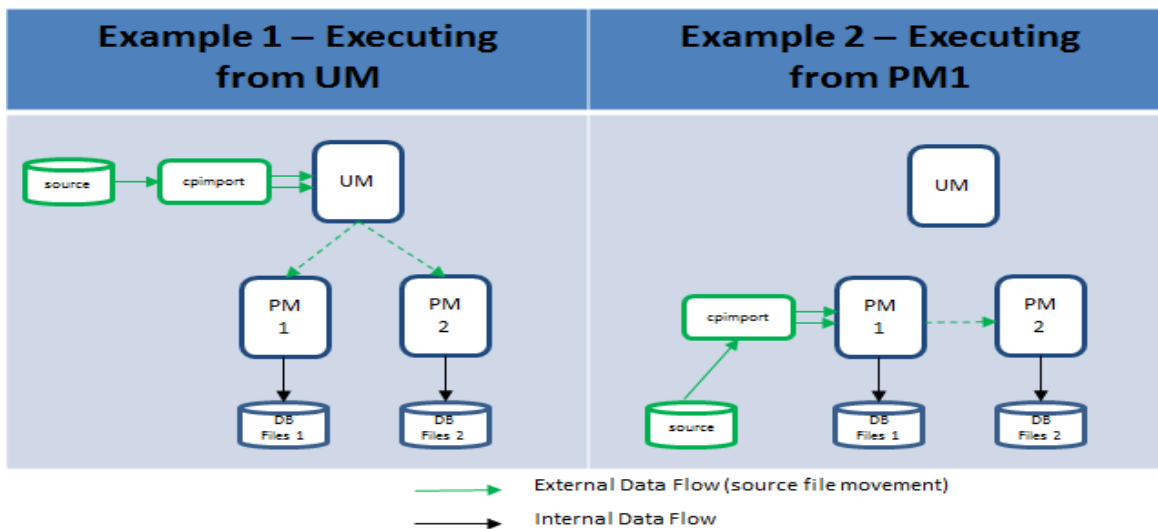 Example 1 – Executing
from UM
Example 2 – Executing
from PM1
source
cpimport
UM
PM
1
PM
2
DB
Files 1
DB
Files 2
UM
cpimport
PM
1
PM
2
source
DB
Files 1
DB
Files 2
External Data Flow (source file movement)
Internal Data Flow